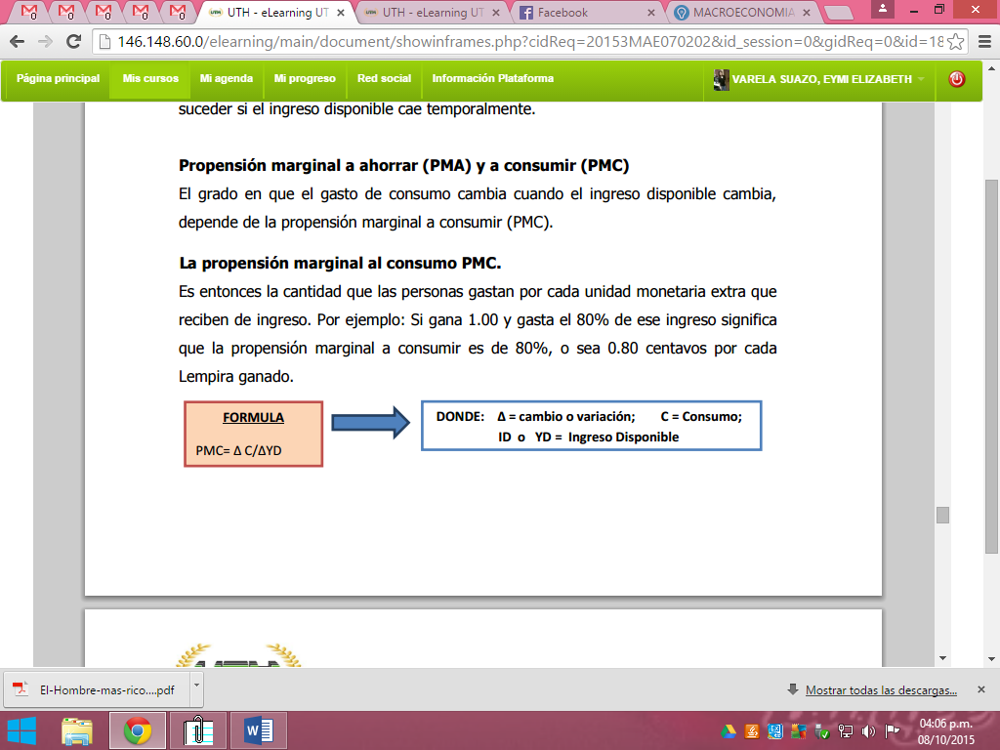 UTH - eLearning UT
UTH - eLearning UT
Facebook
MACROECONOMIA
146.148.60.0/elearning/main/document/showinframes.php?cidReq=20153MAE070202&id_session=0&gidReq=0&id=18
Página principal Mis cursos Mi agenda Mi progreso Red social Información Plataforma VARELA SUAZO, EYMI ELIZABETH
suceder si el ingreso disponible cae temporalmente.
Propensión marginal a ahorrar (PMA) y a consumir (PMC)
El grado en que el gasto de consumo cambia cuando el ingreso disponible cambia,
depende de la propensión marginal a consumir (PMC).
La propensión marginal al consumo PMC.
Es entonces la cantidad que las personas gastan por cada unidad monetaria extra que
reciben de ingreso. Por ejemplo: Si gana 1.00 y gasta el 80% de ese ingreso significa
que la propensión marginal a consumir es de 80%, o sea 0.80 centavos por cada
Lempira ganado.
FORMULA
PMC= Δ C/ΔYD
DONDE: Δ = cambio o variación; C = Consumo;
ID o YD = Ingreso Disponible
El-Hombre-mas-rico....pdf
Mostrar todas las descargas...
04:06 p.m.
08/10/2015